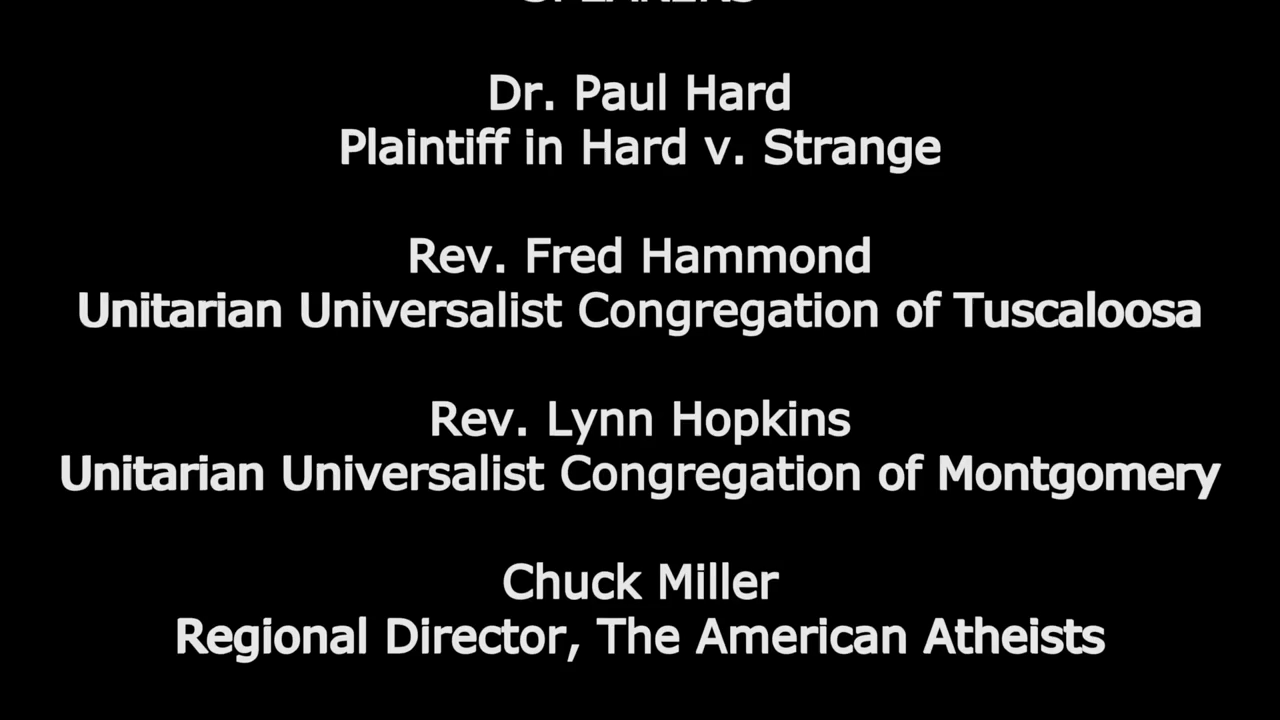 SPEAKERS
Dr. Paul Hard
Plaintiff in Hard v. Strange
Rev. Fred Hammond
Unitarian Universalist Congregation of Tuscaloosa
Rev. Lynn Hopkins
Unitarian Universalist Congregation of Montgomery
Chuck Miller
Regional Director, The American Atheists